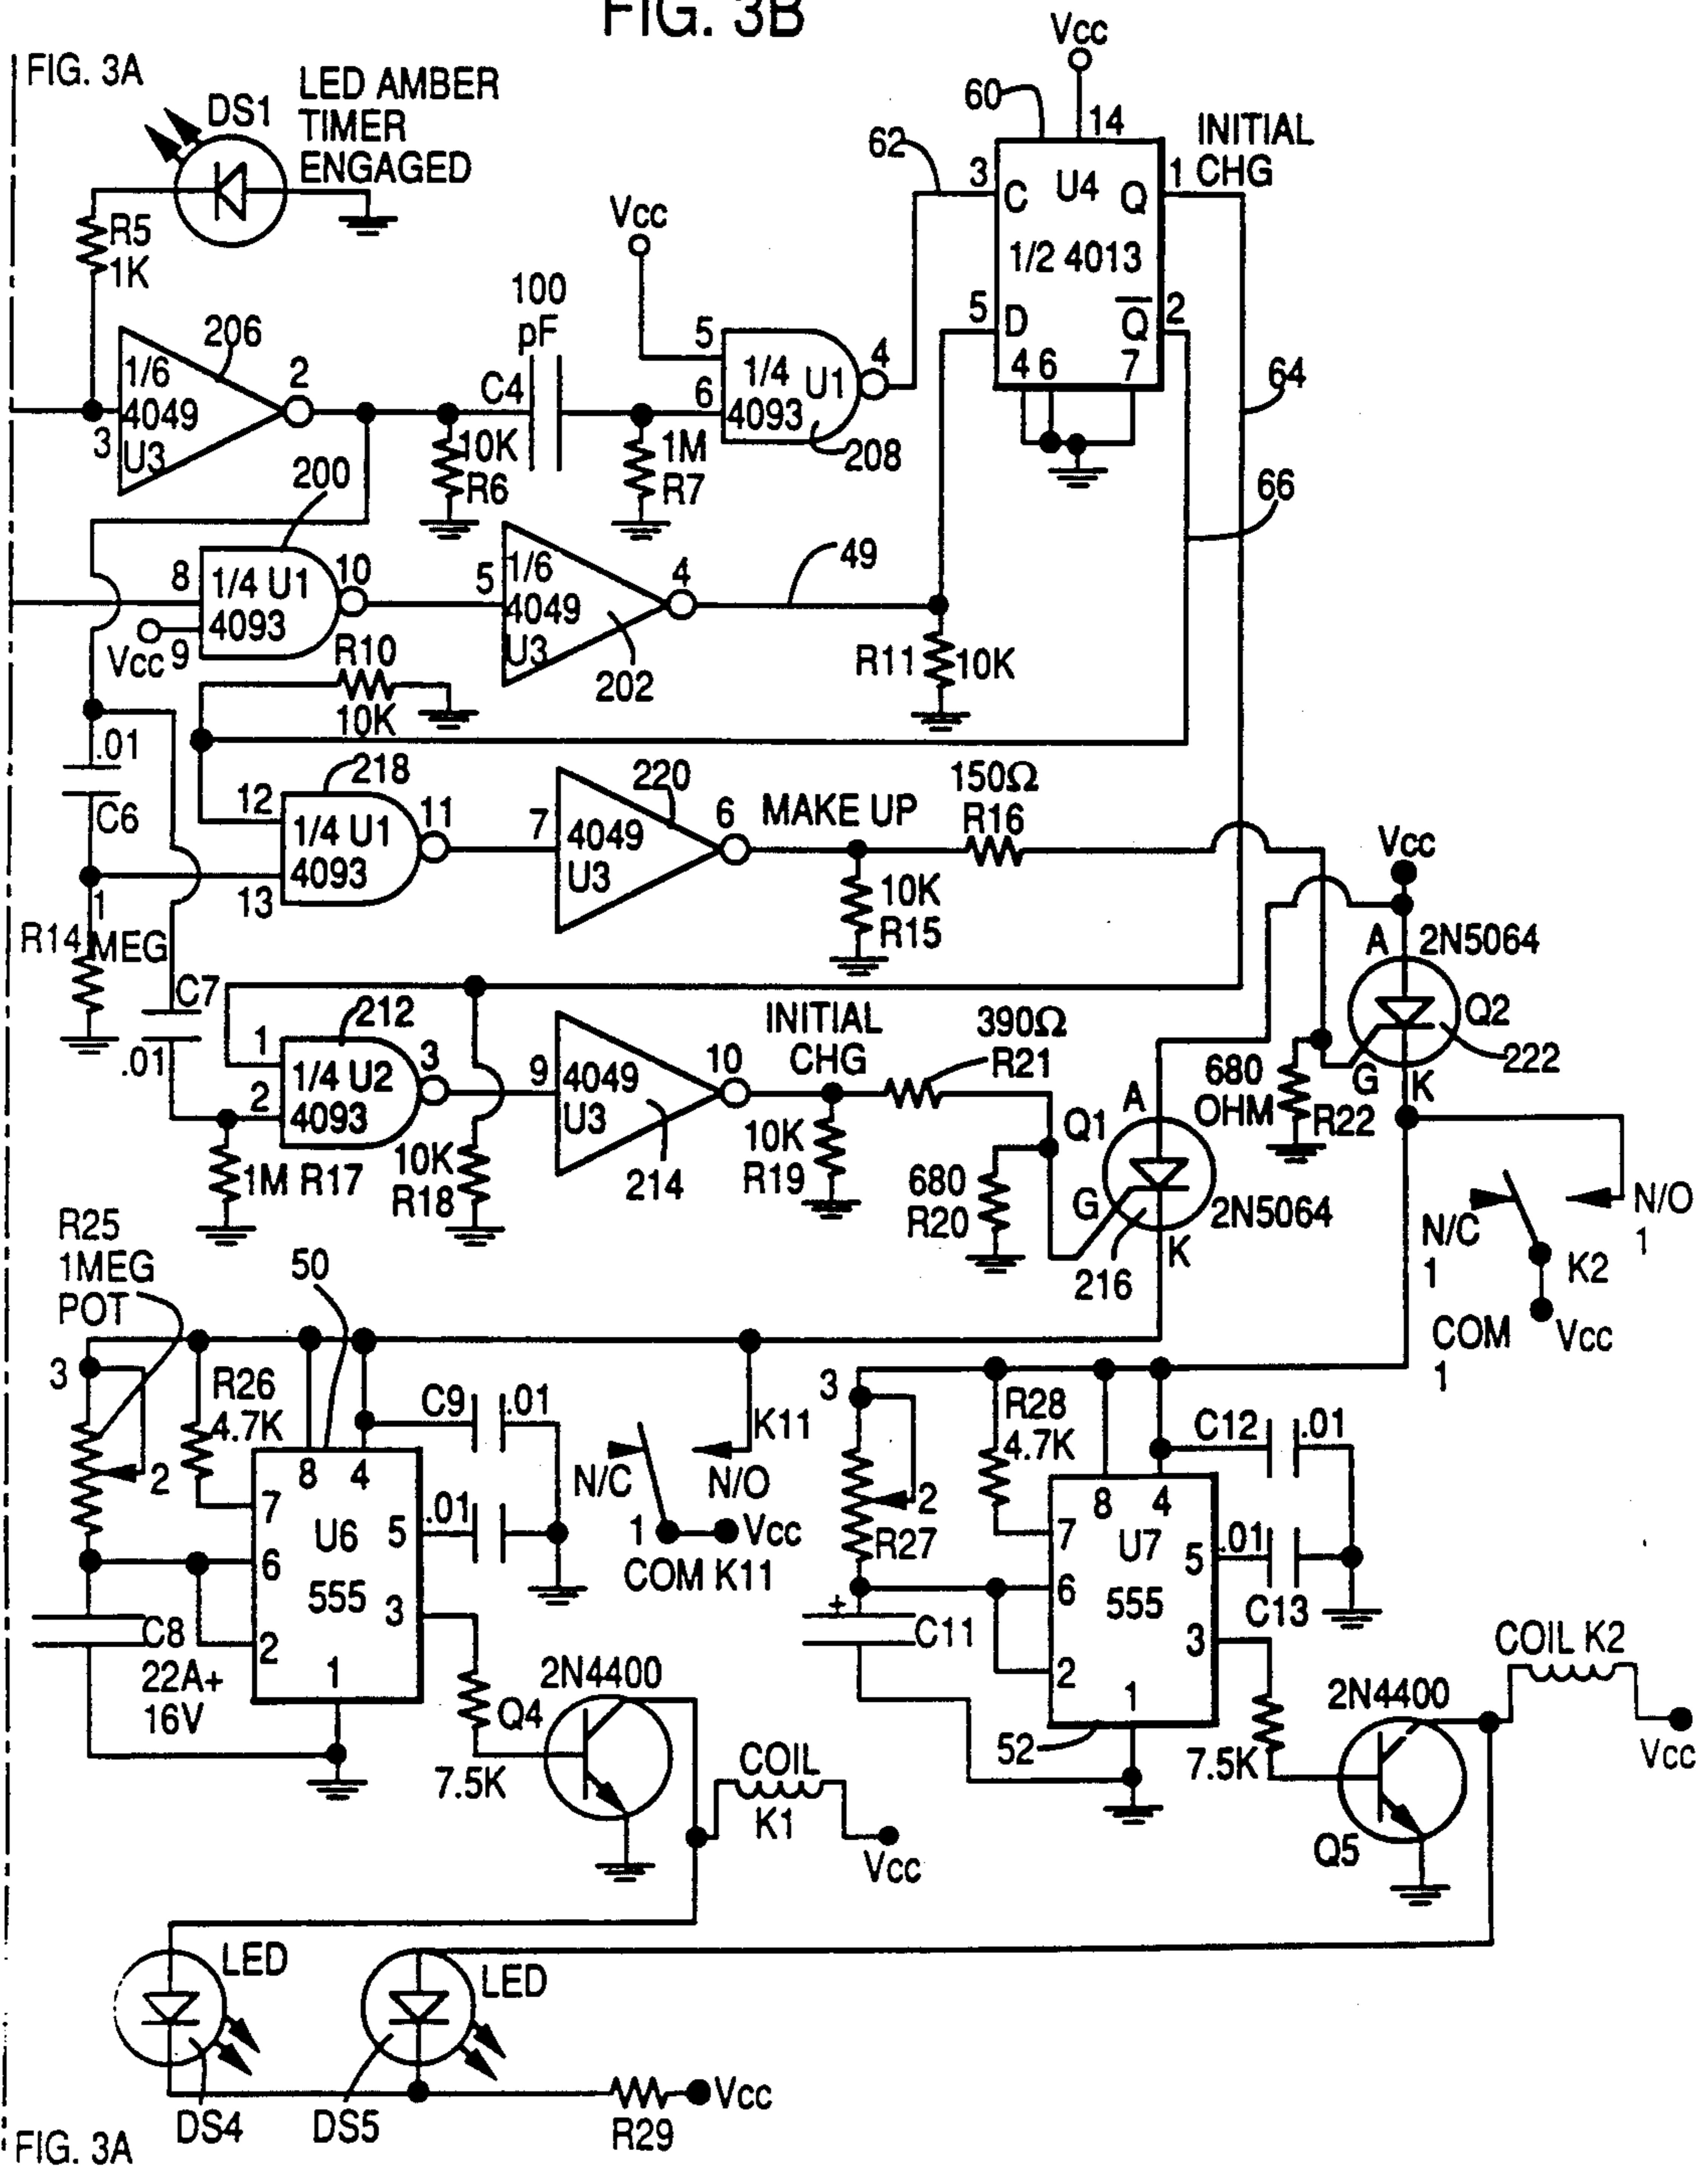 FIG. 3B
FIG. 3A
DS1
LED AMBER
TIMER
ENGAGED
R5
1K
206
1/6
4049
U3
3
2
100
pF
C4
10K
R6
Vcc
5
6
1/4
4093
U1
4
1M
R7
208
Vcc
60
14
62
3
C
U4
Q
1
INITIAL
CHG
1/2 4013
5
D
Q
2
4 6
7
64
66
200
8
1/4 U1
4093
10
Vcc
9
5
1/6
4049
U3
4
202
49
R11
10K
R10
10K
.01
C6
218
12
1/4 U1
4093
11
13
220
7
4049
U3
6
MAKE UP
150Ω
R16
10K
R15
1
R14
MEG
C7
.01
212
1
1/4 U2
4093
3
2
1M R17
10K
R18
9
4049
U3
10
214
INITIAL
CHG
390Ω
R21
10K
R19
680
R20
Q1
A
G
K
2N5064
216
Vcc
A
2N5064
Q2
222
G
K
680
OHM
R22
N/C
1
N/O
1
K2
COM
1
Vcc
R25
1MEG
POT
50
3
2
R26
4.7K
8
4
7
6
2
U6
555
5
3
1
C9
.01
.01
C8
22A+
16V
K11
N/C
N/O
1
Vcc
COM K11
Q4
2N4400
7.5K
COIL
K1
Vcc
3
2
R27
R28
4.7K
8
4
7
6
2
U7
555
5
3
1
C12
.01
.01
C13
+
C11
52
7.5K
2N4400
Q5
COIL K2
Vcc
LED
LED
DS4
DS5
R29
Vcc
FIG. 3A